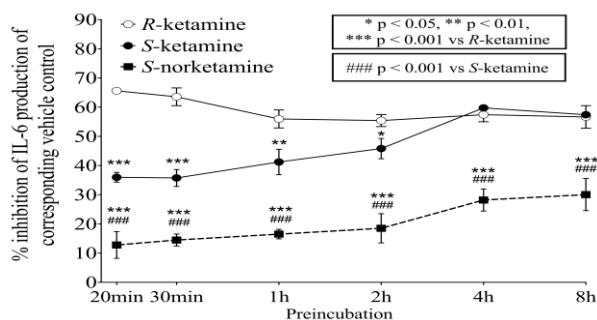 R-ketamine
S-ketamine
S-norketamine
* p < 0.05, ** p < 0.01,
*** p < 0.001 vs R-ketamine
### p < 0.001 vs S-ketamine
% inhibition of IL-6 production of
corresponding vehicle control
100
90
80
70
60
50
40
30
20
10
0
*** *** ** *
*** *** *** *** *** ***
### ### ### ### ### ###
20min 30min 1h 2h 4h 8h
Preincubation